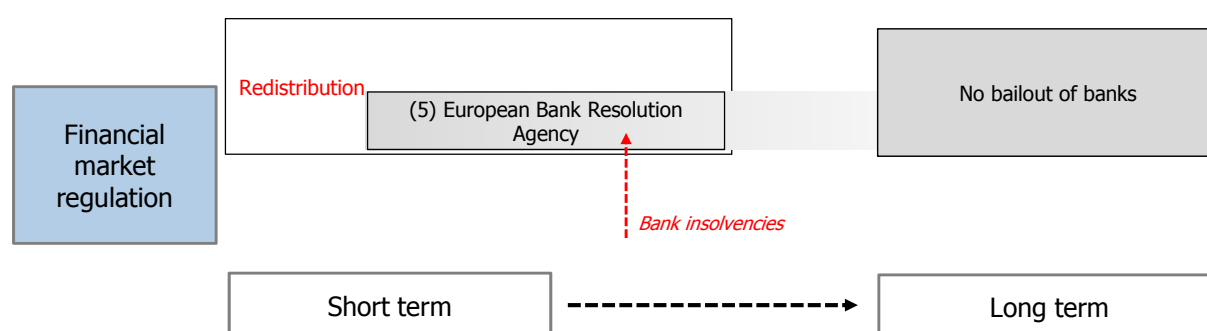 Redistribution
(5) European Bank Resolution
Agency
No bailout of banks
Financial
market
regulation
Bank insolvencies
Short term
Long term